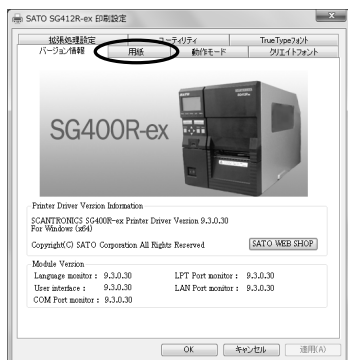 SATO SG412R-ex 印刷設定
拡張処理設定 ユーティリティ TrueTypeフォント
バージョン情報 用紙 動作モード クリエイトフォント
SG400R-ex
Printer Driver Version Information
SCANTRONICS SG400R-ex Printer Driver Version 9.3.0.30
For Windows (x64)
Copyright(C) SATO Corporation All Rights Reserved
SATO WEB SHOP
Module Version
Language monitor : 9.3.0.30 LPT Port monitor : 9.3.0.30
User interface : 9.3.0.30 LAN Port monitor : 9.3.0.30
COM Port monitor : 9.3.0.30
OK キャンセル 適用(A)